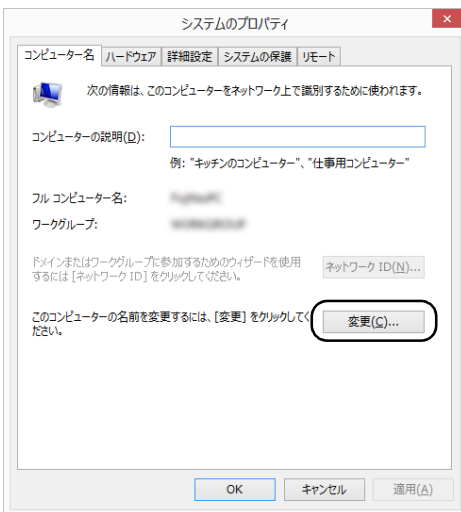 システムのプロパティ
コンピューター名 ハードウェア 詳細設定 システムの保護 リモート
次の情報は、このコンピューターをネットワーク上で識別するために使われます。
コンピューターの説明(D):
例: "キッチンのコンピューター"、"仕事用コンピューター"
フル コンピューター名:
ワークグループ:
ドメインまたはワークグループに参加するためのウィザードを使用
するには [ネットワーク ID] をクリックしてください。
ネットワーク ID(N)...
このコンピューターの名前を変更するには、[変更] をクリックしてく
ださい。
変更(C)...
OK キャンセル 適用(A)